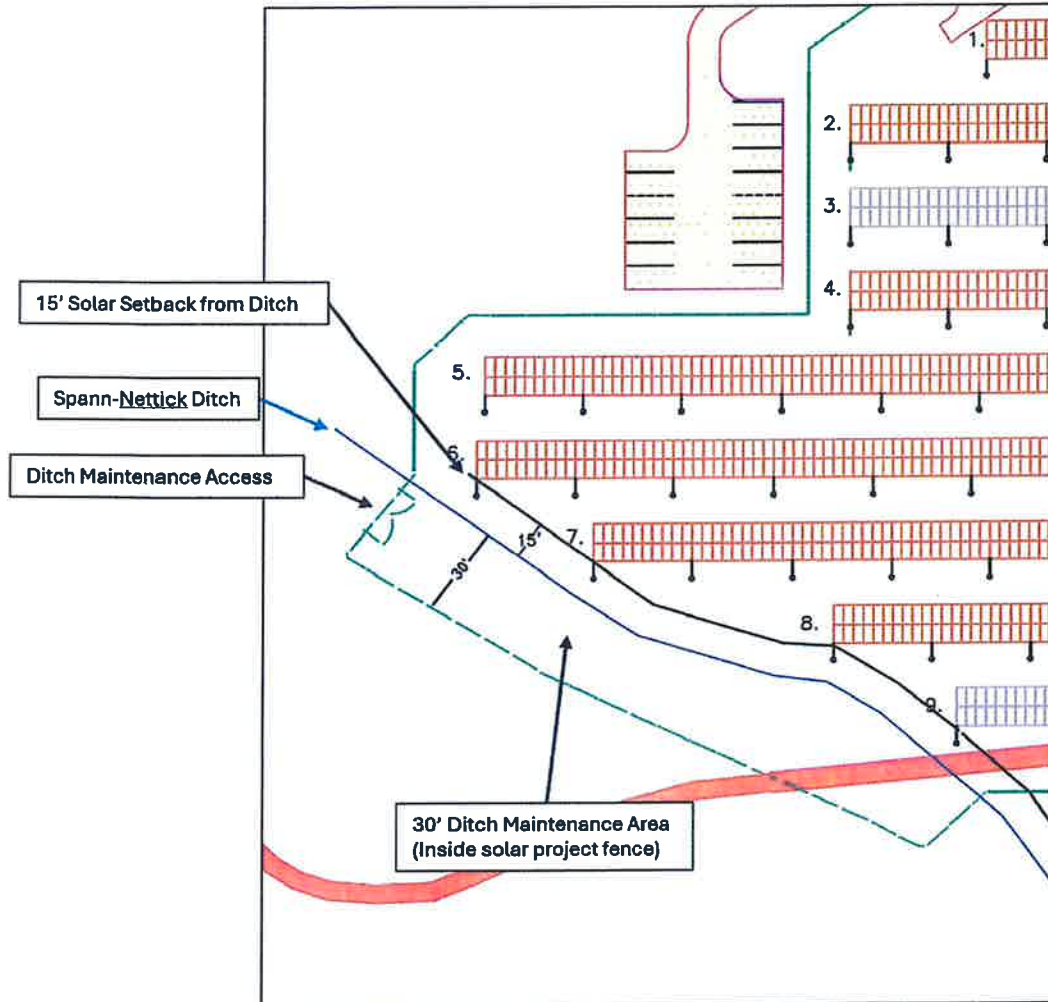 1.
2.
3.
4.
15' Solar Setback from Ditch
5.
Spann-Nettick Ditch
6.
Ditch Maintenance Access
7.
15'
30'
8.
9.
30' Ditch Maintenance Area
(Inside solar project fence)